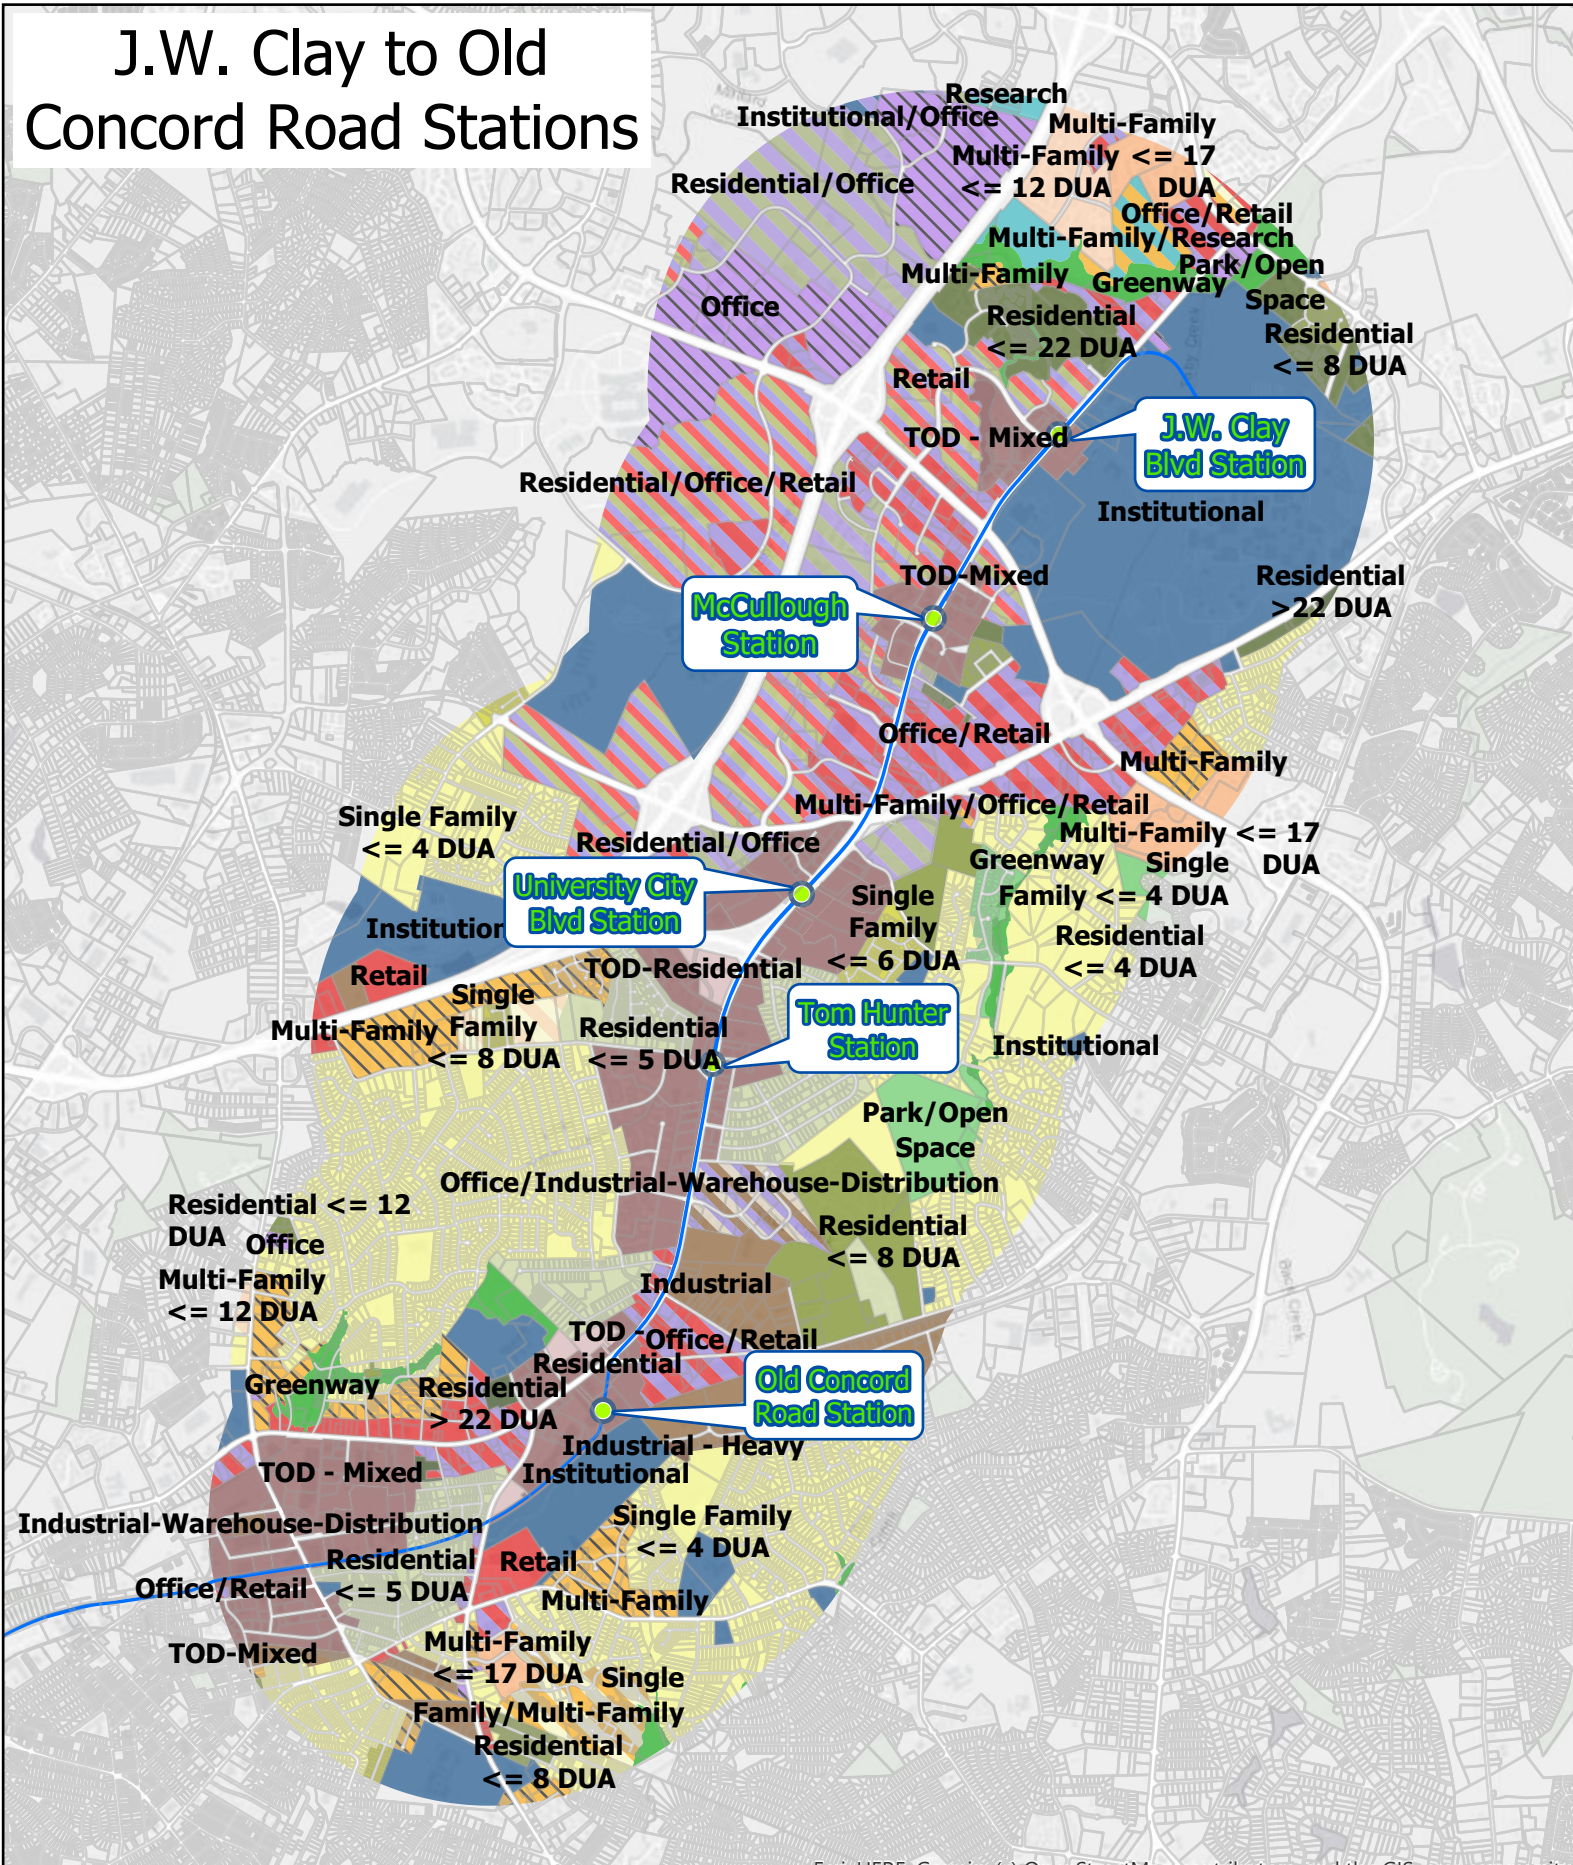 J.W. Clay to Old
Concord Road Stations
Research
Institutional/Office
Multi-Family
Multi-Family <= 17
<= 12 DUA DUA
Residential/Office
Office/Retail
Multi-Family/Research
Multi-Family
Park/Open
Greenway
Space
Office
Residential
<= 22 DUA
Residential
<= 8 DUA
Retail
TOD - Mixed
J.W. Clay
Blvd Station
Residential/Office/Retail
Institutional
TOD-Mixed
Residential
>22 DUA
McCullough
Station
Office/Retail
Multi-Family
Multi-Family/Office/Retail
Single Family
<= 4 DUA
Residential/Office
Multi-Family <= 17
DUA
Greenway
Single
Family <= 4 DUA
University City
Blvd Station
Single
Family
<= 6 DUA
Institution
Residential
<= 4 DUA
Retail
TOD-Residential
Single
Family
<= 8 DUA
Multi-Family
Residential
<= 5 DUA
Tom Hunter
Station
Institutional
Park/Open
Space
Office/Industrial-Warehouse-Distribution
Residential <= 12
DUA
Office
Residential
<= 8 DUA
Multi-Family
<= 12 DUA
Industrial
TOD -
Residential
Office/Retail
Greenway
Residential
> 22 DUA
Old Concord
Road Station
Industrial - Heavy
TOD - Mixed
Institutional
Industrial-Warehouse-Distribution
Single Family
<= 4 DUA
Residential
<= 5 DUA
Retail
Office/Retail
Multi-Family
TOD-Mixed
Multi-Family
<= 17 DUA
Single
Family/Multi-Family
Residential
<= 8 DUA